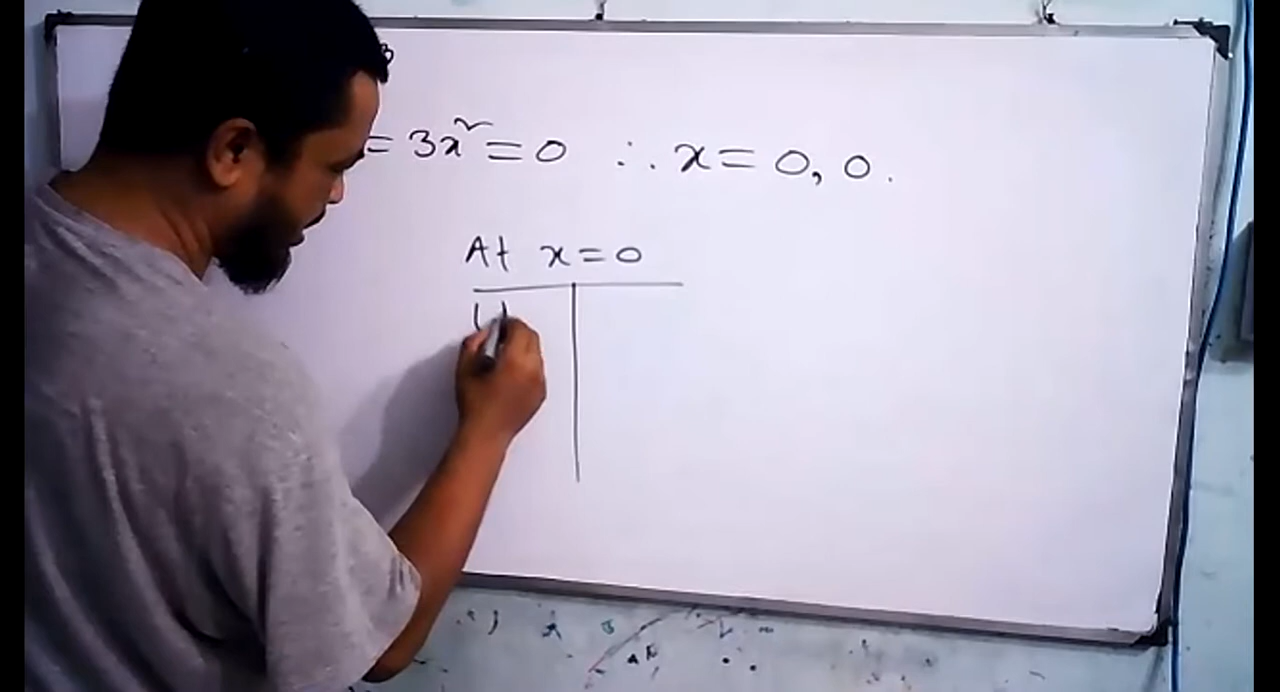 = 3x² = 0 ∴ x = 0, 0.
At x = 0